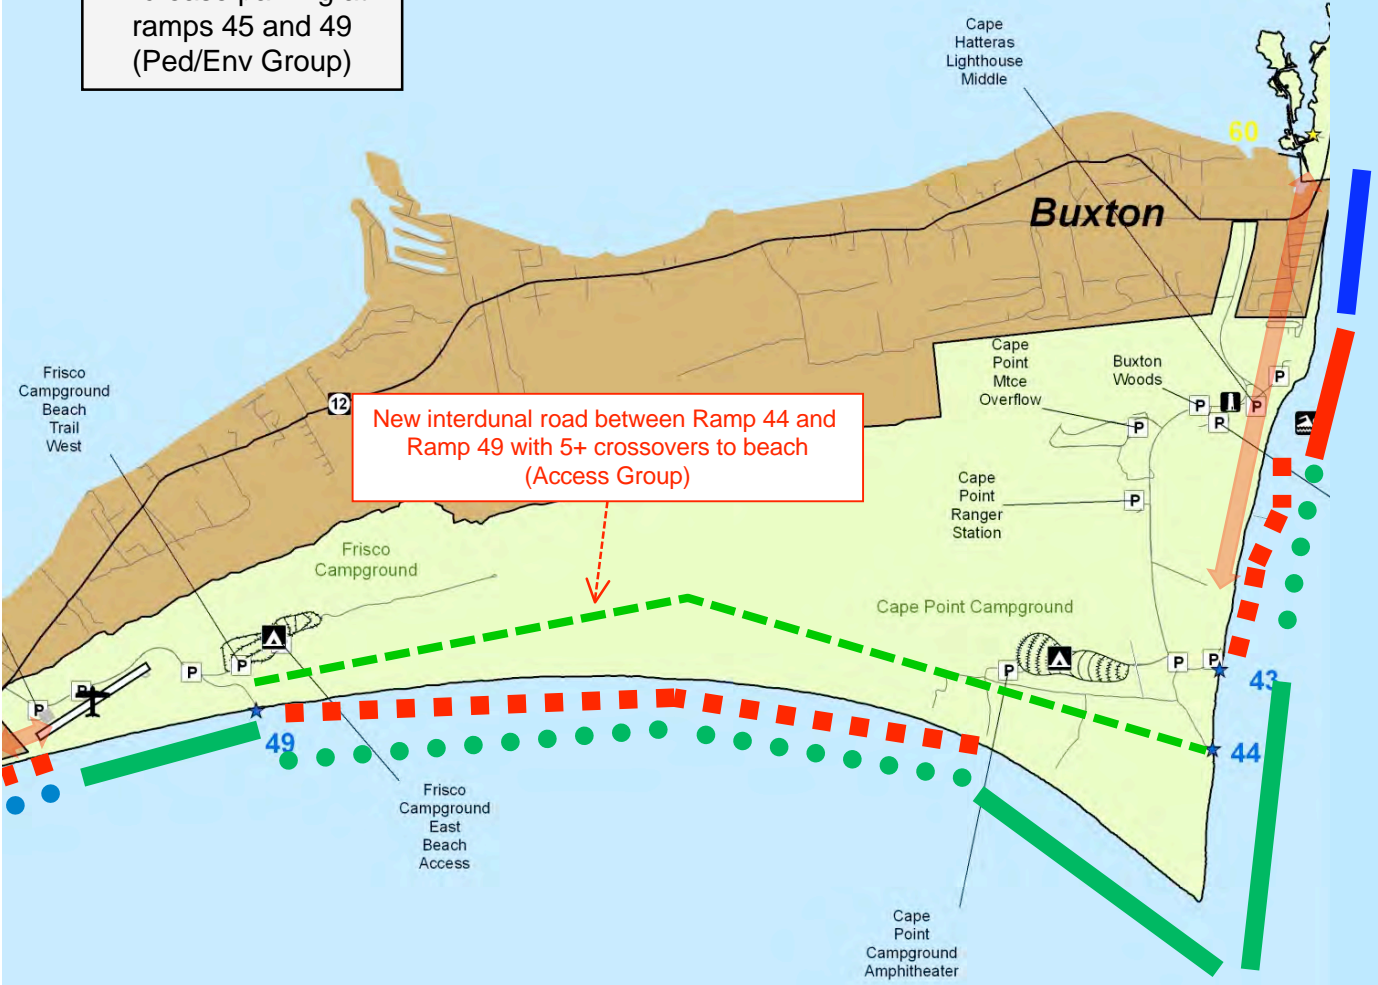 ramps 45 and 49
(Ped/Env Group)
Cape
Hatteras
Lighthouse
Middle
60
Buxton
Frisco
Campground
Beach
Trail
West
12
New interdunal road between Ramp 44 and
Ramp 49 with 5+ crossovers to beach
(Access Group)
Cape
Point
Mtce
Overflow
Buxton
Woods
P
P
P
P
P
Cape
Point
Ranger
Station
P
Frisco
Campground
Cape Point Campground
P
P
P
P
P
P
P
P
43
49
44
Frisco
Campground
East
Beach
Access
Cape
Point
Campground
Amphitheater